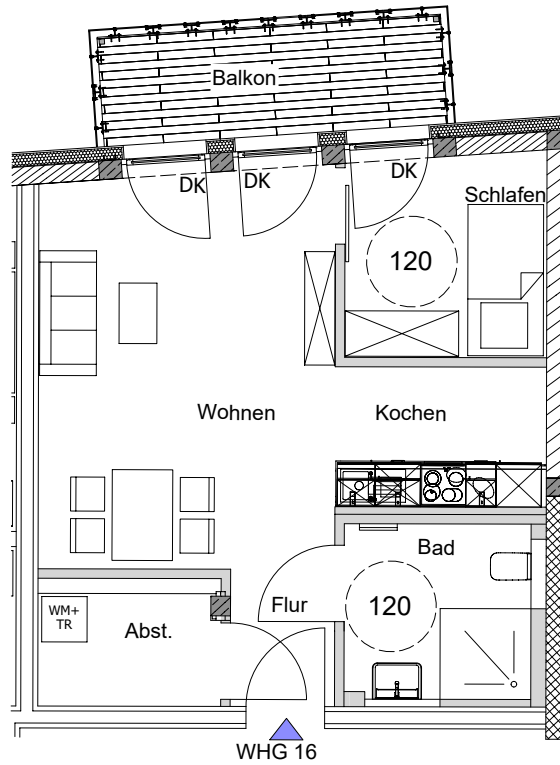 Balkon
DK
DK
DK
Schlafen
120
Wohnen
Kochen
Bad
WM+
TR
Abst.
Flur
120
WHG 16